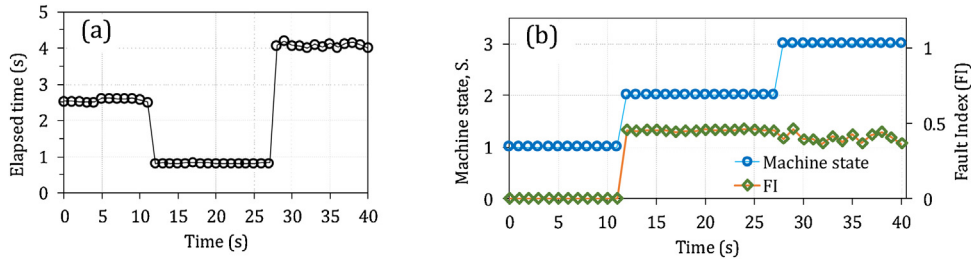 (a)
Elapsed time (s)
5
4
3
2
1
0
0 5 10 15 20 25 30 35 40
Time (s)
(b)
Machine state, S.
3
2
1
0
1
0.5
0
Fault Index (FI)
Machine state
FI
0 5 10 15 20 25 30 35 40
Time (s)